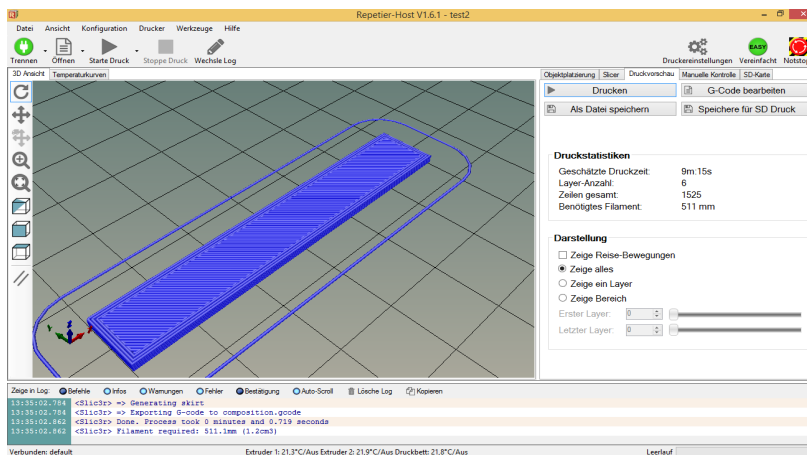 Repetier-Host V1.6.1 - test2
Datei Ansicht Konfiguration Drucker Werkzeuge Hilfe
EASY
Trennen Öffnen Starte Druck Stoppe Druck Wechsle Log Druckereinstellungen Vereinfacht Notstop
3D Ansicht Temperaturkurven Objektplatzierung Slicer Druckvorschau Manuelle Kontrolle SD-Karte
Drucken G-Code bearbeiten
Als Datei speichern Speichere für SD Druck
Druckstatistiken
Geschätzte Druckzeit: 9m:15s
Layer-Anzahl: 6
Zeilen gesamt: 1525
Benötigtes Filament: 511 mm
Darstellung
Zeige Reise-Bewegungen
Zeige alles
Zeige ein Layer
Zeige Bereich
Erster Layer: 0
Letzter Layer: 0
Zeige in Log: Befehle Infos Warnungen Fehler Bestätigung Auto-Scroll Lösche Log Kopieren
13:35:02.784 <Slic3r> => Generating skirt
13:35:02.784 <Slic3r> => Exporting G-code to composition.gcode
13:35:02.862 <Slic3r> Done. Process took 0 minutes and 0.719 seconds
13:35:02.862 <Slic3r> Filament required: 511.1mm (1.2cm3)
Verbunden: default Extruder 1: 21.3°C/Aus Extruder 2: 21.9°C/Aus Druckbett: 21.8°C/Aus Leerlauf